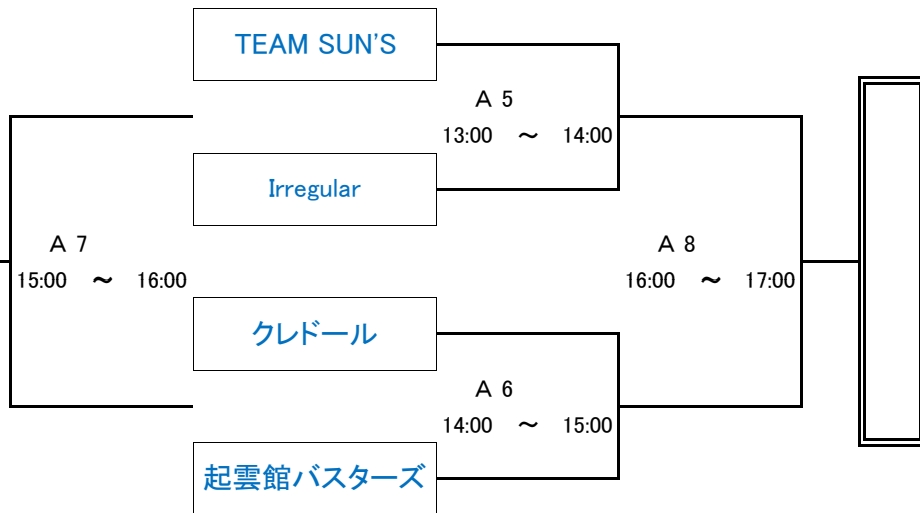 TEAM SUN'S
A 5
13:00 ～ 14:00
Irregular
A 7
15:00 ～ 16:00
A 8
16:00 ～ 17:00
クレドール
A 6
14:00 ～ 15:00
起雲館バスターズ